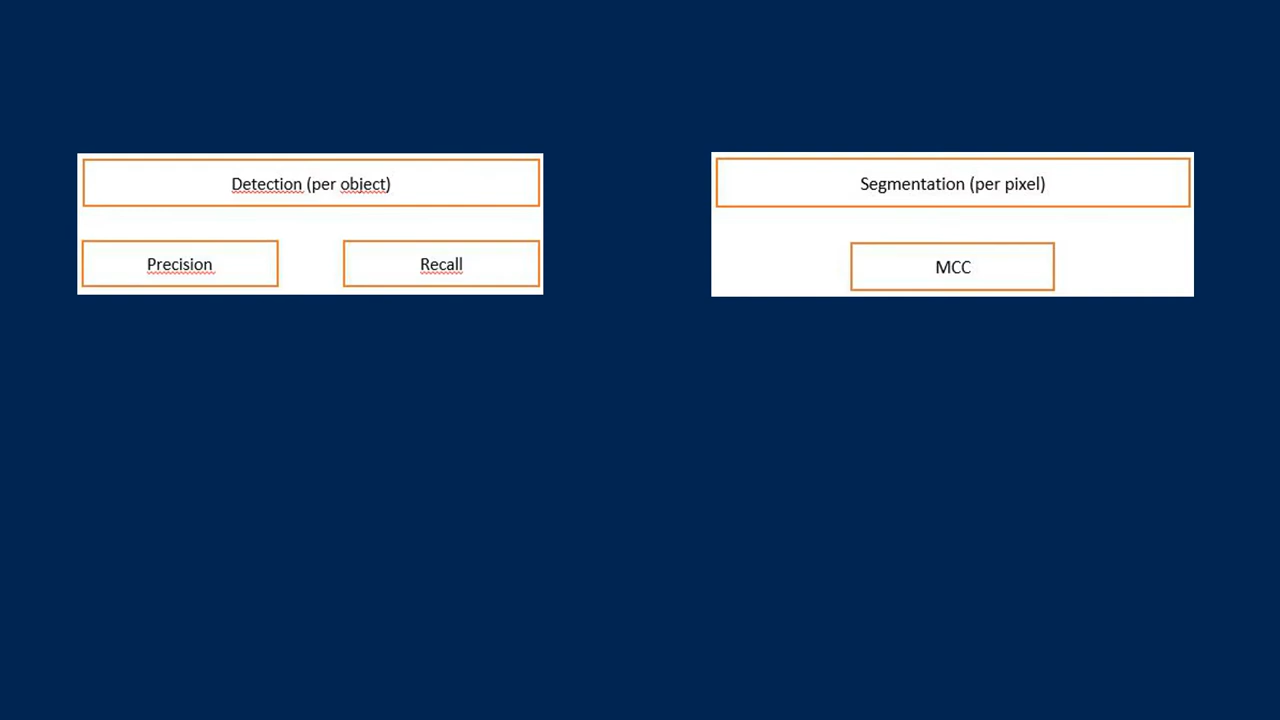 Detection (per object)
Precision
Recall
Segmentation (per pixel)
MCC